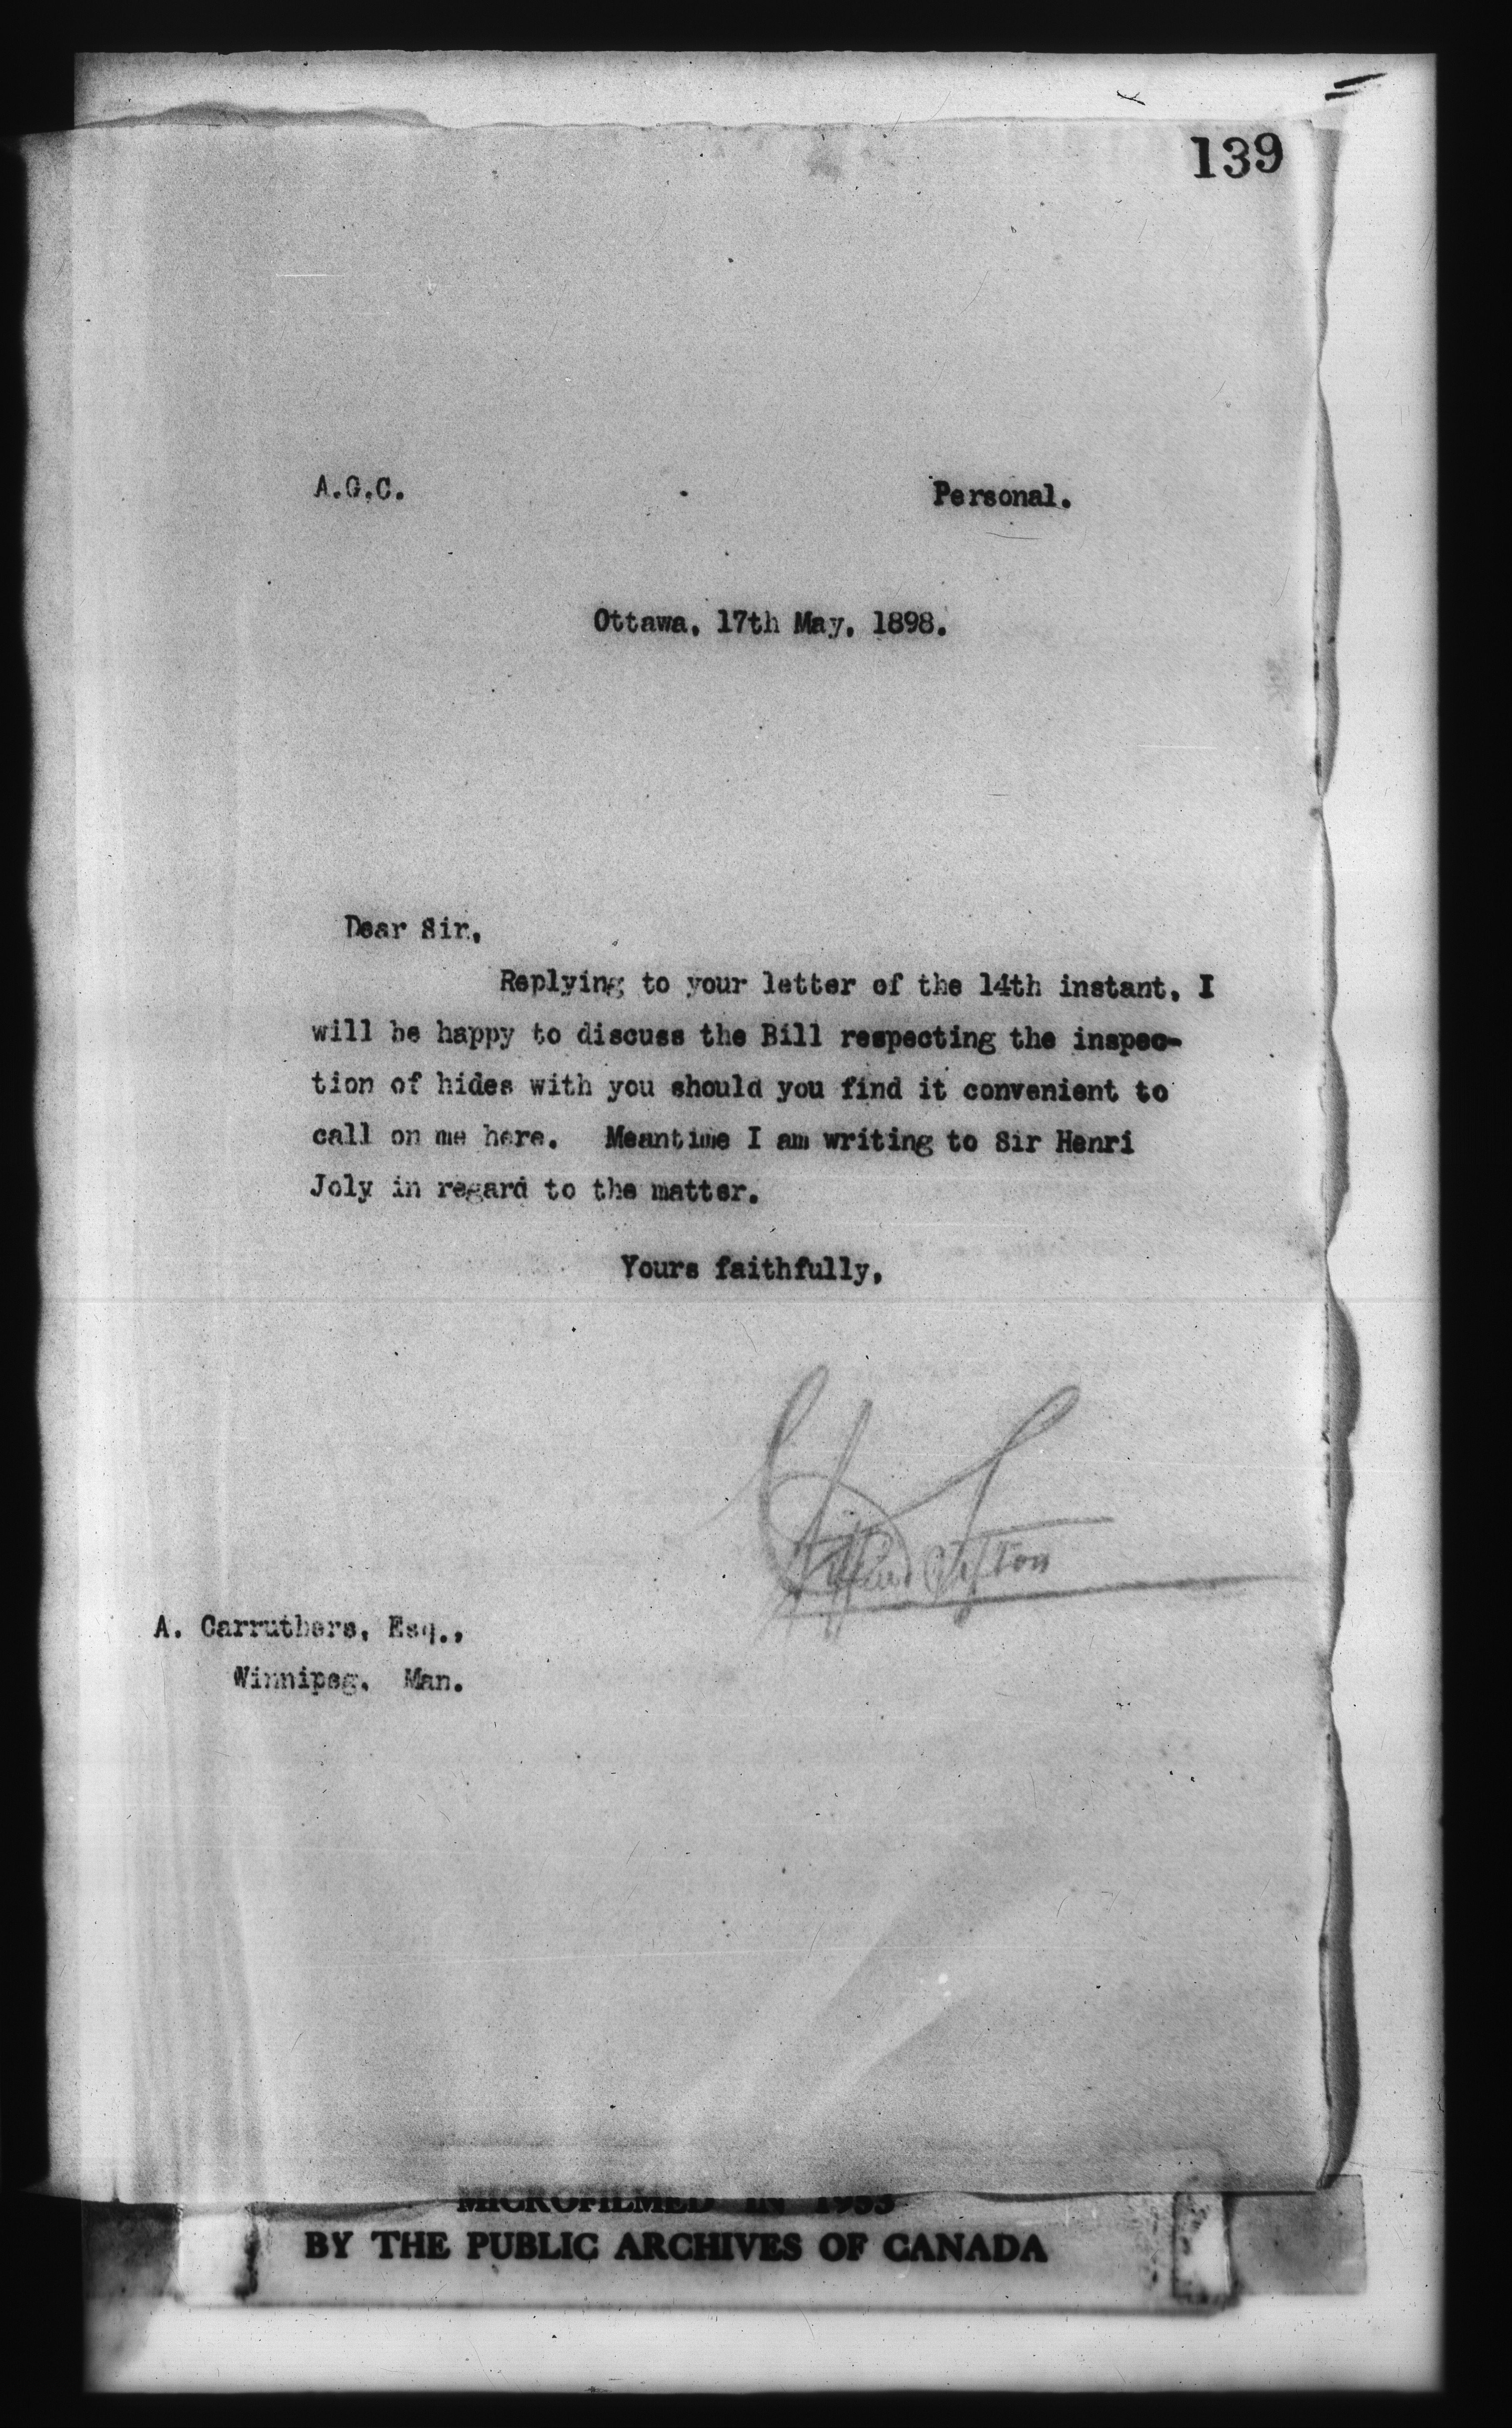 139
A.G.C.
Personal.
Ottawa, 17th May, 1898.
Dear Sir,
Replying to your letter of the 14th instant, I
will be happy to discuss the Bill respecting the inspec-
tion of hides with you should you find it convenient to
call on me here. Meantime I am writing to Sir Henri
Joly in regard to the matter.
Yours faithfully,
Clifford Sifton
A. Carruthers, Esq.,
Winnipeg, Man.
MICROFILMED IN 1953
BY THE PUBLIC ARCHIVES OF CANADA